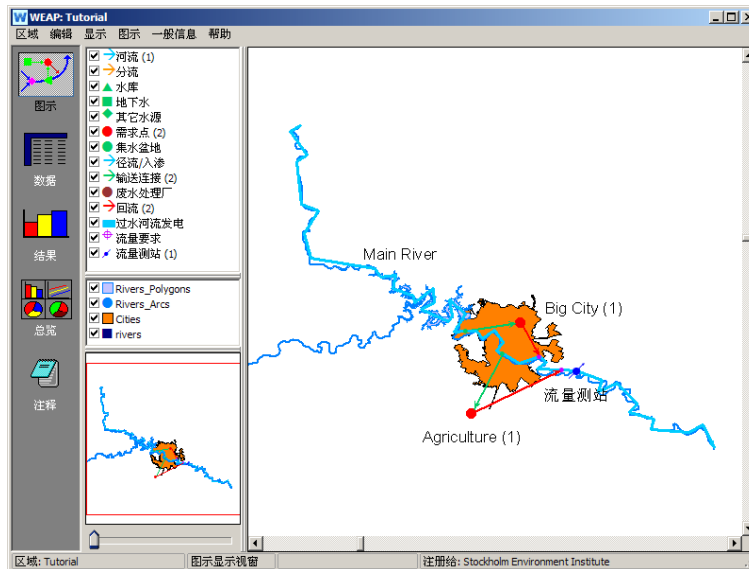 WEAP: Tutorial
区域 编辑 显示 图示 一般信息 帮助
图示
数据
结果
总览
注释
河流 (1)
分流
水库
地下水
其它水源
需求点 (2)
集水盆地
径流/入渗
输送连接 (2)
废水处理厂
回流 (2)
过水河流发电
流量要求
流量测站 (1)
Rivers_Polygons
Rivers_Arcs
Cities
rivers
Main River
Big City (1)
流量测站
Agriculture (1)
区域: Tutorial
图示显示视窗
注册给: Stockholm Environment Institute